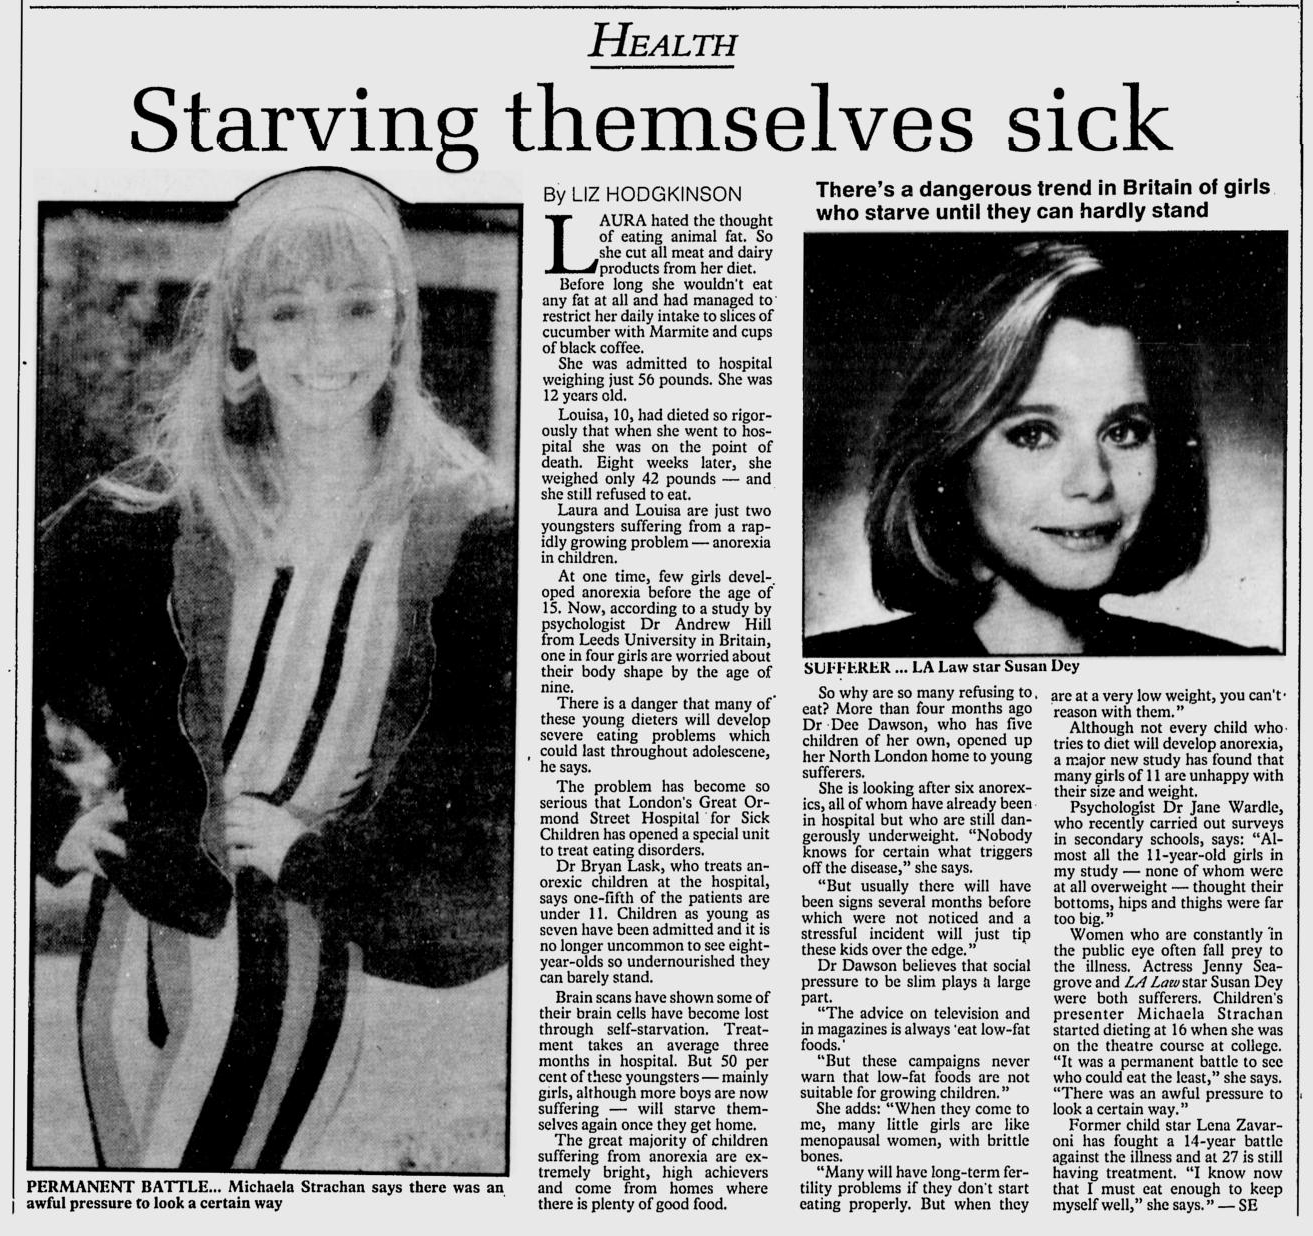 HEALTH
Starving themselves sick
By LIZ HODGKINSON
LAURA hated the thought
of eating animal fat. So
she cut all meat and dairy
products from her diet.
Before long she wouldn't eat
any fat at all and had managed to
restrict her daily intake to slices of
cucumber with Marmite and cups
of black coffee.
She was admitted to hospital
weighing just 56 pounds. She was
12 years old.
Louisa, 10, had dieted so rigor-
ously that when she went to hos-
pital she was on the point of
death. Eight weeks later, she
weighed only 42 pounds — and
she still refused to eat.
Laura and Louisa are just two
youngsters suffering from a rap-
idly growing problem — anorexia
in children.
At one time, few girls devel-
oped anorexia before the age of
15. Now, according to a study by
psychologist Dr Andrew Hill
from Leeds University in Britain,
one in four girls are worried about
their body shape by the age of
nine.
There is a danger that many of
these young dieters will develop
severe eating problems which
could last throughout adolescene,
he says.
The problem has become so
serious that London's Great Or-
mond Street Hospital for Sick
Children has opened a special unit
to treat eating disorders.
Dr Bryan Lask, who treats an-
orexic children at the hospital,
says one-fifth of the patients are
under 11. Children as young as
seven have been admitted and it is
no longer uncommon to see eight-
year-olds so undernourished they
can barely stand.
Brain scans have shown some of
their brain cells have become lost
through self-starvation. Treat-
ment takes an average three
months in hospital. But 50 per
cent of these youngsters — mainly
girls, although more boys are now
suffering — will starve them-
selves again once they get home.
The great majority of children
suffering from anorexia are ex-
tremely bright, high achievers
and come from homes where
there is plenty of good food.
There's a dangerous trend in Britain of girls
who starve until they can hardly stand
SUFFERER ... LA Law star Susan Dey
So why are so many refusing to
eat? More than four months ago
Dr Dee Dawson, who has five
children of her own, opened up
her North London home to young
sufferers.
She is looking after six anorex-
ics, all of whom have already been
in hospital but who are still dan-
gerously underweight. "Nobody
knows for certain what triggers
off the disease," she says.
"But usually there will have
been signs several months before
which were not noticed and a
stressful incident will just tip
these kids over the edge."
Dr Dawson believes that social
pressure to be slim plays a large
part.
"The advice on television and
in magazines is always 'eat low-fat
foods.'
"But these campaigns never
warn that low-fat foods are not
suitable for growing children."
She adds: "When they come to
me, many little girls are like
menopausal women, with brittle
bones.
"Many will have long-term fer-
tility problems if they don't start
eating properly. But when they
are at a very low weight, you can't
reason with them."
Although not every child who
tries to diet will develop anorexia,
a major new study has found that
many girls of 11 are unhappy with
their size and weight.
Psychologist Dr Jane Wardle,
who recently carried out surveys
in secondary schools, says: "Al-
most all the 11-year-old girls in
my study — none of whom were
at all overweight — thought their
bottoms, hips and thighs were far
too big."
Women who are constantly in
the public eye often fall prey to
the illness. Actress Jenny Sea-
grove and LA Law star Susan Dey
were both sufferers. Children's
presenter Michaela Strachan
started dieting at 16 when she was
on the theatre course at college.
"It was a permanent battle to see
who could eat the least," she says.
"There was an awful pressure to
look a certain way."
Former child star Lena Zavar-
oni has fought a 14-year battle
against the illness and at 27 is still
having treatment. "I know now
that I must eat enough to keep
myself well," she says." — SE
PERMANENT BATTLE... Michaela Strachan says there was an
awful pressure to look a certain way